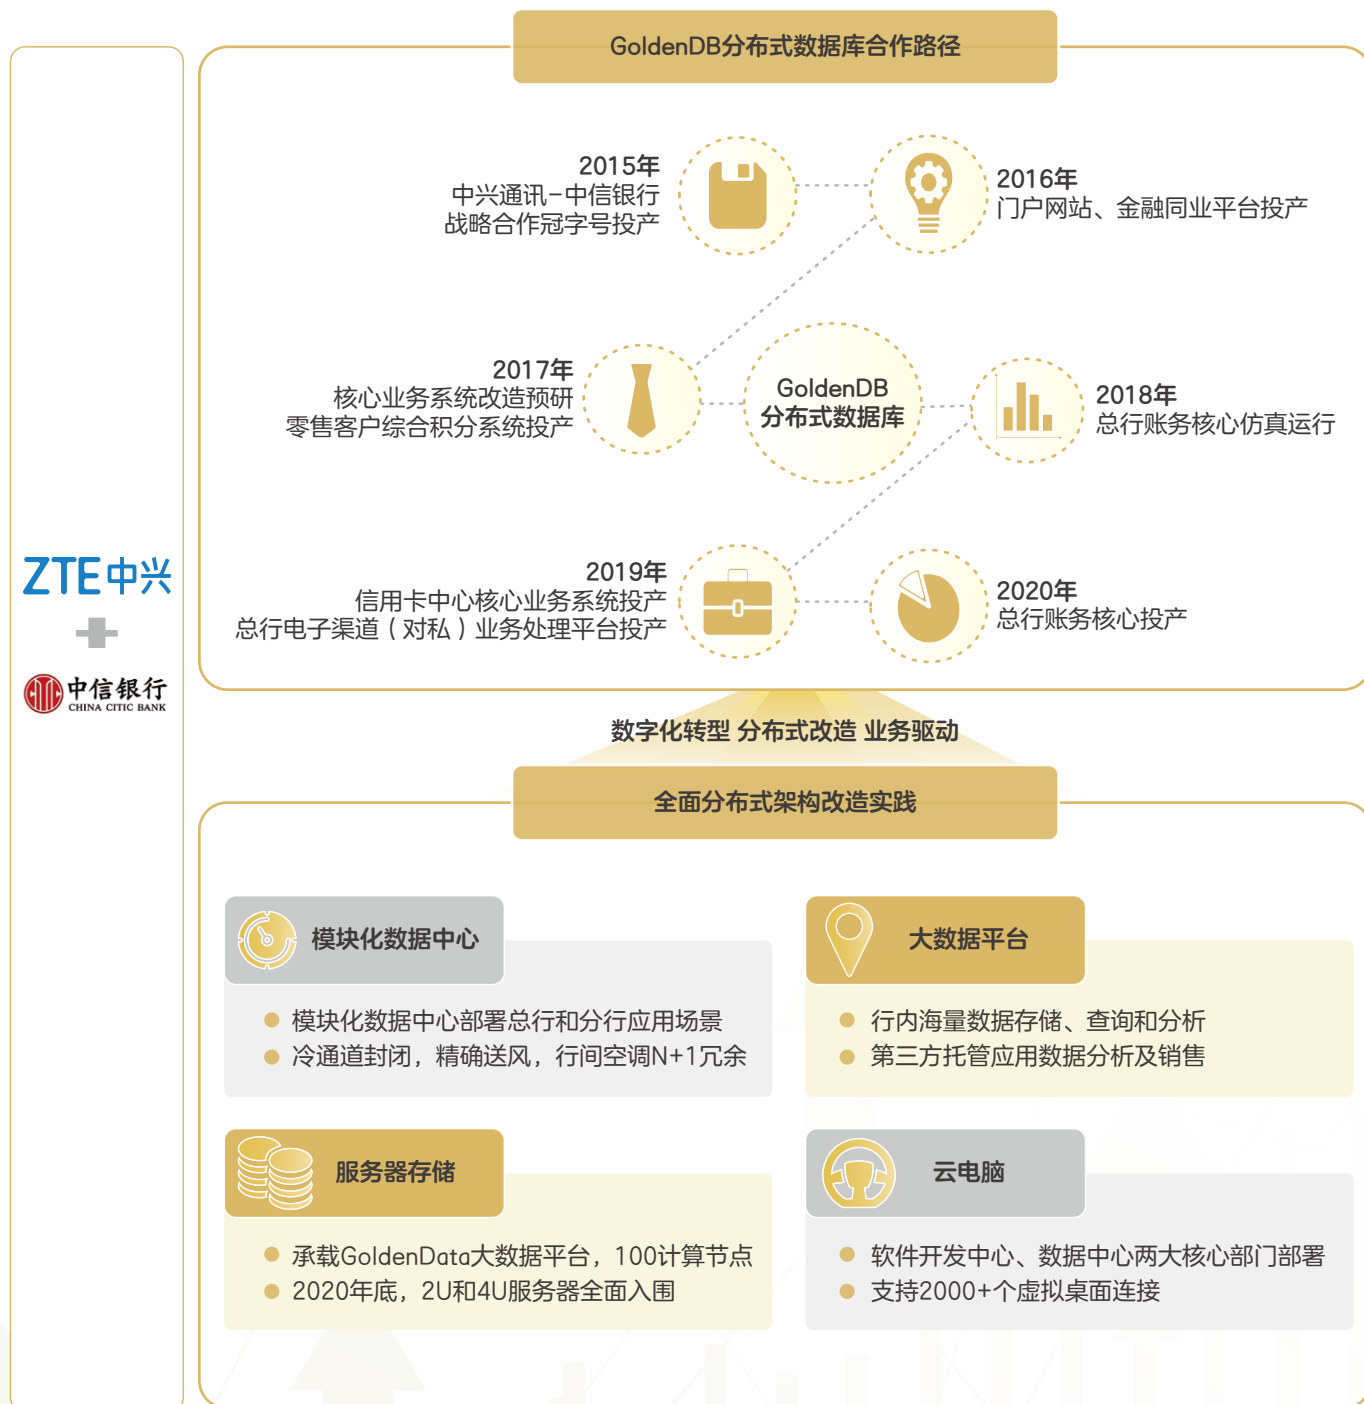 GoldenDB分布式数据库合作路径
2015年
中兴通讯-中信银行
战略合作冠字号投产
2016年
门户网站、金融同业平台投产
2017年
核心业务系统改造预研
零售客户综合积分系统投产
GoldenDB
分布式数据库
2018年
总行账务核心仿真运行
2019年
信用卡中心核心业务系统投产
总行电子渠道（对私）业务处理平台投产
2020年
总行账务核心投产
ZTE中兴
中信银行
CHINA CITIC BANK
数字化转型 分布式改造 业务驱动
全面分布式架构改造实践
模块化数据中心
模块化数据中心部署总行和分行应用场景
冷通道封闭，精确送风，行间空调N+1冗余
大数据平台
行内海量数据存储、查询和分析
第三方托管应用数据分析及销售
服务器存储
承载GoldenData大数据平台，100计算节点
2020年底，2U和4U服务器全面入围
云电脑
软件开发中心、数据中心两大核心部门部署
支持2000+个虚拟桌面连接